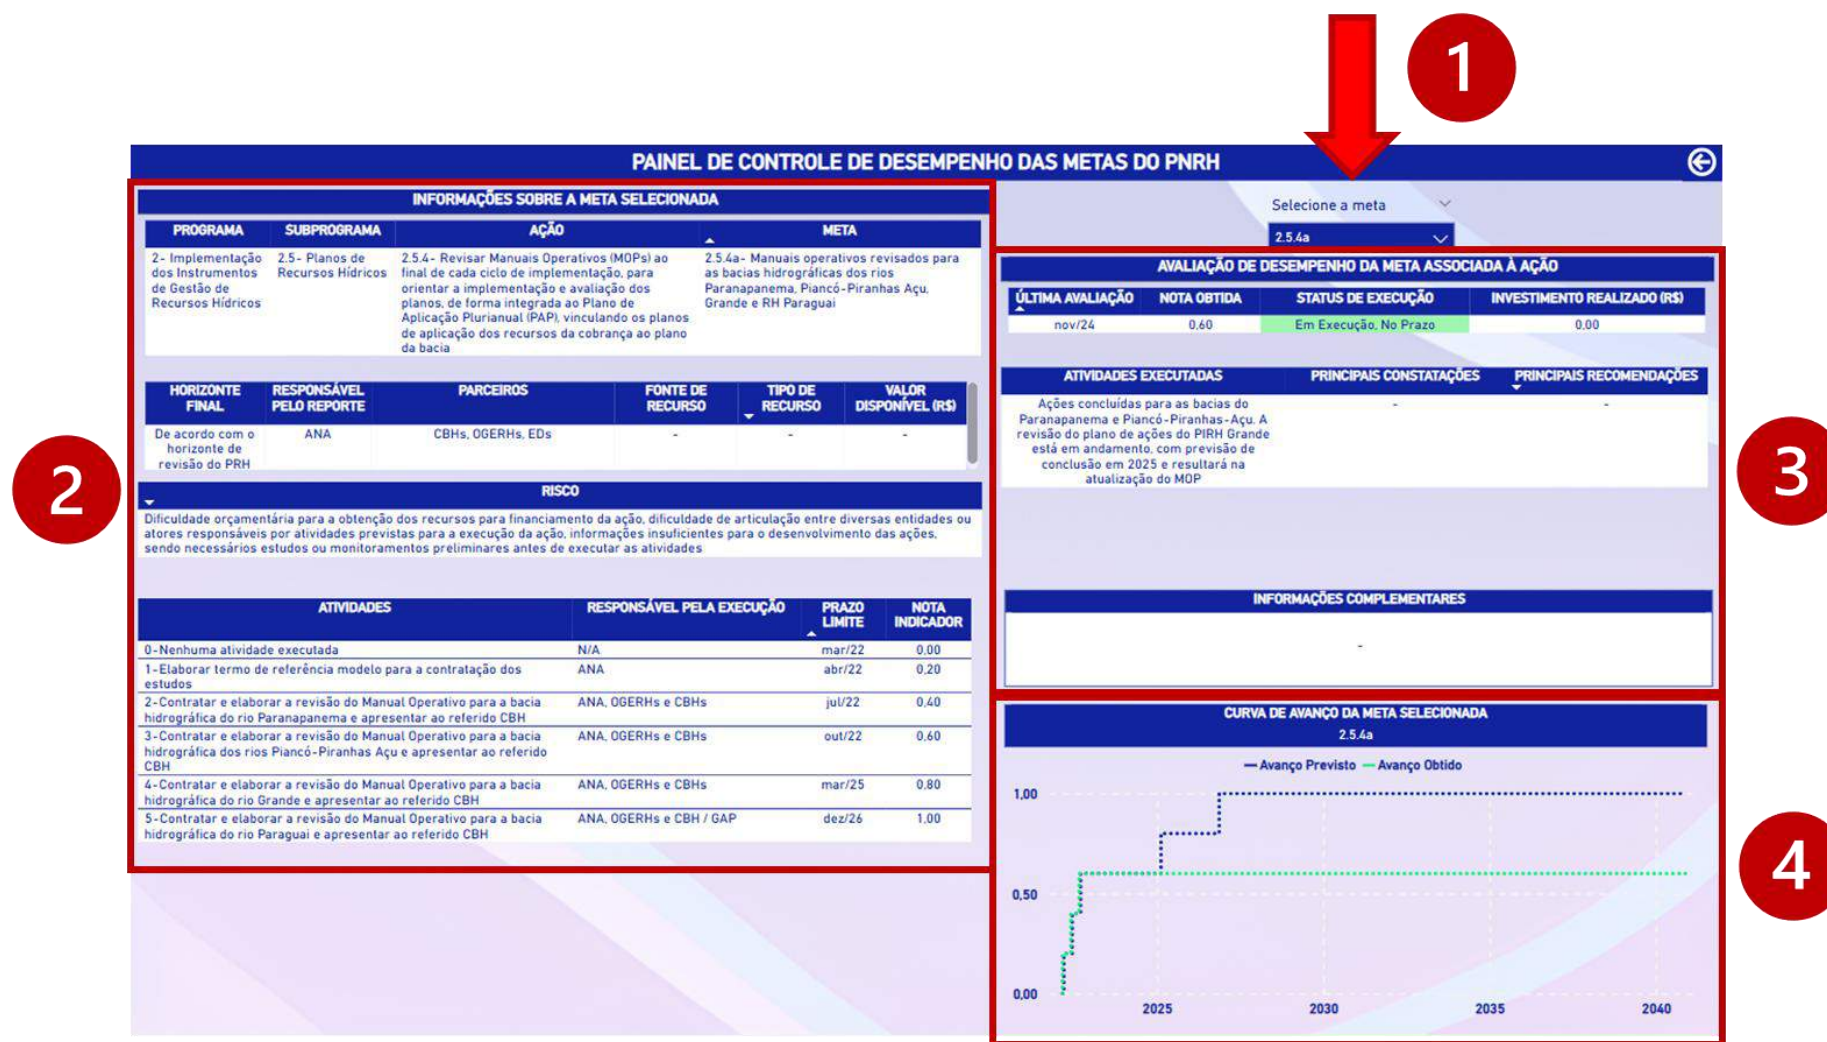 1
PAINEL DE CONTROLE DE DESEMPENHO DAS METAS DO PNRH
2
INFORMAÇÕES SOBRE A META SELECIONADA
PROGRAMA SUBPROGRAMA AÇÃO META
2- Implementação dos Instrumentos de Gestão de Recursos Hídricos
2.5- Planos de Recursos Hídricos
2.5.4- Revisar Manuais Operativos (MOPs) ao
final de cada ciclo de implementação, para
orientar a implementação e avaliação dos
planos, de forma integrada ao Plano de
Aplicação Plurianual (PAP), vinculando os planos
de aplicação dos recursos da cobrança ao plano
da bacia
2.5.4a- Manuais operativos revisados para
as bacias hidrográficas dos rios
Paranapanema, Piancó-Piranhas Açu,
Grande e RH Paraguai
HORIZONTE FINAL RESPONSÁVEL PELO REPORTE PARCEIROS FONTE DE RECURSO TIPO DE RECURSO VALOR DISPONÍVEL (R$)
De acordo com o horizonte de revisão do PRH ANA CBHs, OGERHs, EDs - - -
RISCO
Dificuldade orçamentária para a obtenção dos recursos para financiamento da ação, dificuldade de articulação entre diversas entidades ou
atores responsáveis por atividades previstas para a execução da ação, informações insuficientes para o desenvolvimento das ações,
sendo necessários estudos ou monitoramentos preliminares antes de executar as atividades
ATIVIDADES RESPONSÁVEL PELA EXECUÇÃO PRAZO LIMITE NOTA INDICADOR
0-Nenhuma atividade executada N/A mar/22 0,00
1-Elaborar termo de referência modelo para a contratação dos estudos ANA abr/22 0,20
2-Contratar e elaborar a revisão do Manual Operativo para a bacia hidrográfica do rio Paranapanema e apresentar ao referido CBH ANA, OGERHs e CBHs jul/22 0,40
3-Contratar e elaborar a revisão do Manual Operativo para a bacia hidrográfica dos rios Piancó-Piranhas Açu e apresentar ao referido CBH ANA, OGERHs e CBHs out/22 0,60
4-Contratar e elaborar a revisão do Manual Operativo para a bacia hidrográfica do rio Grande e apresentar ao referido CBH ANA, OGERHs e CBHs mar/25 0,80
5-Contratar e elaborar a revisão do Manual Operativo para a bacia hidrográfica do rio Paraguai e apresentar ao referido CBH ANA, OGERHs e CBH / GAP dez/26 1,00
Selecione a meta
2.5.4a
3
AVALIAÇÃO DE DESEMPENHO DA META ASSOCIADA À AÇÃO
ÚLTIMA AVALIAÇÃO NOTA OBTIDA STATUS DE EXECUÇÃO INVESTIMENTO REALIZADO (R$)
nov/24 0,60 Em Execução, No Prazo 0,00
ATIVIDADES EXECUTADAS PRINCIPAIS CONSTATAÇÕES PRINCIPAIS RECOMENDAÇÕES
Ações concluídas para as bacias do - -
Paranapanema e Piancó-Piranhas-Açu. A
revisão do plano de ações do PIRH Grande
está em andamento, com previsão de
conclusão em 2025 e resultará na
atualização do MOP
INFORMAÇÕES COMPLEMENTARES
-
4
CURVA DE AVANÇO DA META SELECIONADA
2.5.4a
Avanço Previsto Avanço Obtido
1,00
0,50
0,00
2025 2030 2035 2040